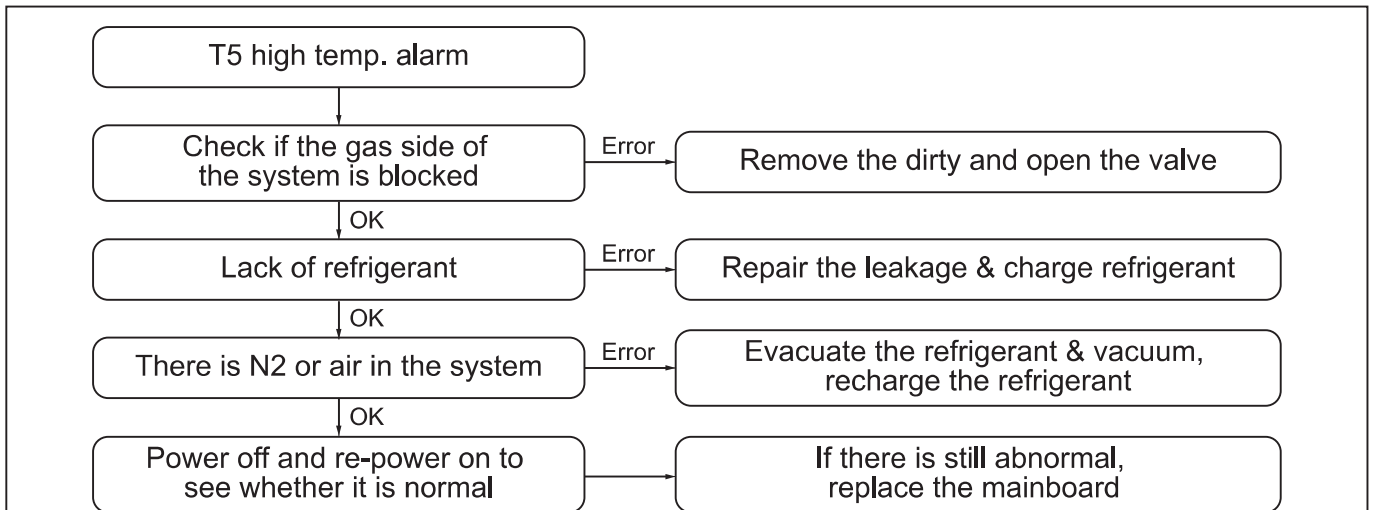 T5 high temp. alarm
Check if the gas side of
the system is blocked
Error
Remove the dirty and open the valve
OK
Lack of refrigerant
Error
Repair the leakage & charge refrigerant
OK
There is N2 or air in the system
Error
Evacuate the refrigerant & vacuum,
recharge the refrigerant
OK
Power off and re-power on to
see whether it is normal
If there is still abnormal,
replace the mainboard